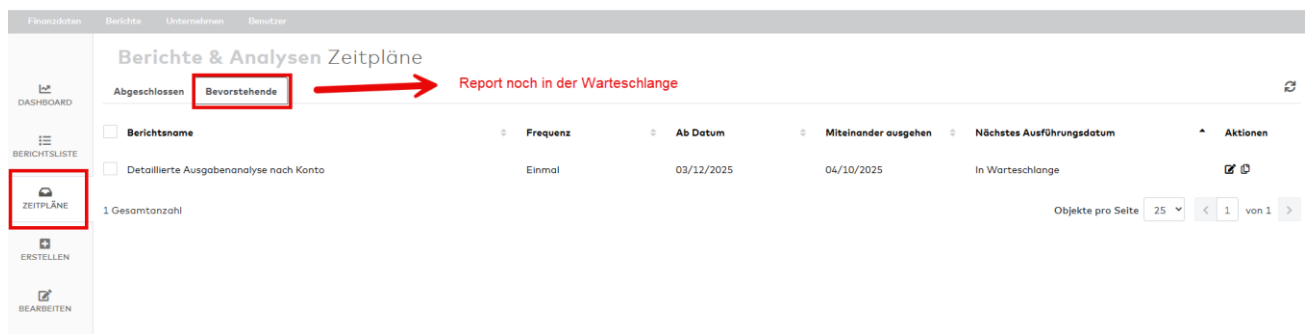 Finanzdaten Berichte Unternehmen Benutzer
Berichte & Analysen Zeitpläne
Abgeschlossen Bevorstehende Report noch in der Warteschlange
DASHBOARD
Berichtsname Frequenz Ab Datum Miteinander ausgehen Nächstes Ausführungsdatum Aktionen
BERICHTSLISTE
Detaillierte Ausgabenanalyse nach Konto Einmal 03/12/2025 04/10/2025 In Warteschlange
ZEITPLÄNE
1 Gesamtanzahl Objekte pro Seite 25 < 1 von 1 >
ERSTELLEN
BEARBEITEN